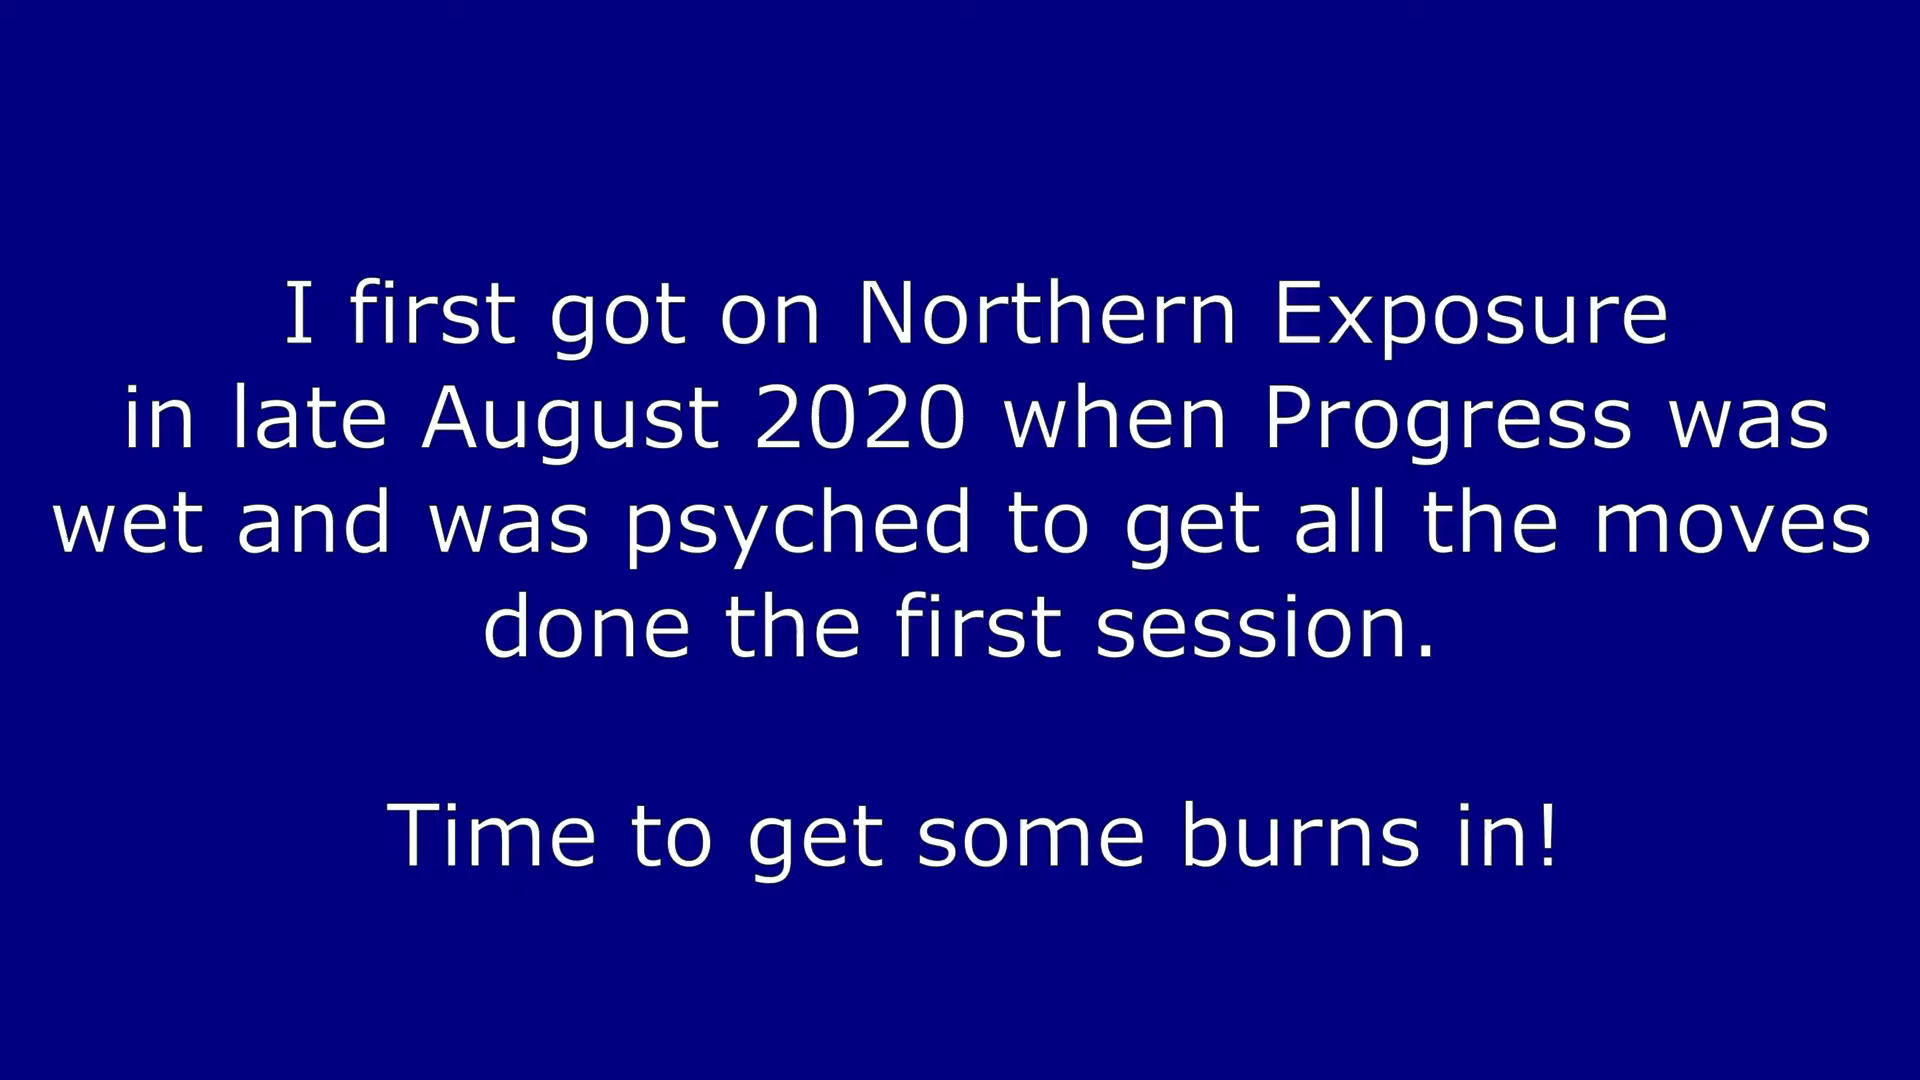 I first got on Northern Exposure
in late August 2020 when Progress was
wet and was psyched to get all the moves
done the first session.
Time to get some burns in!